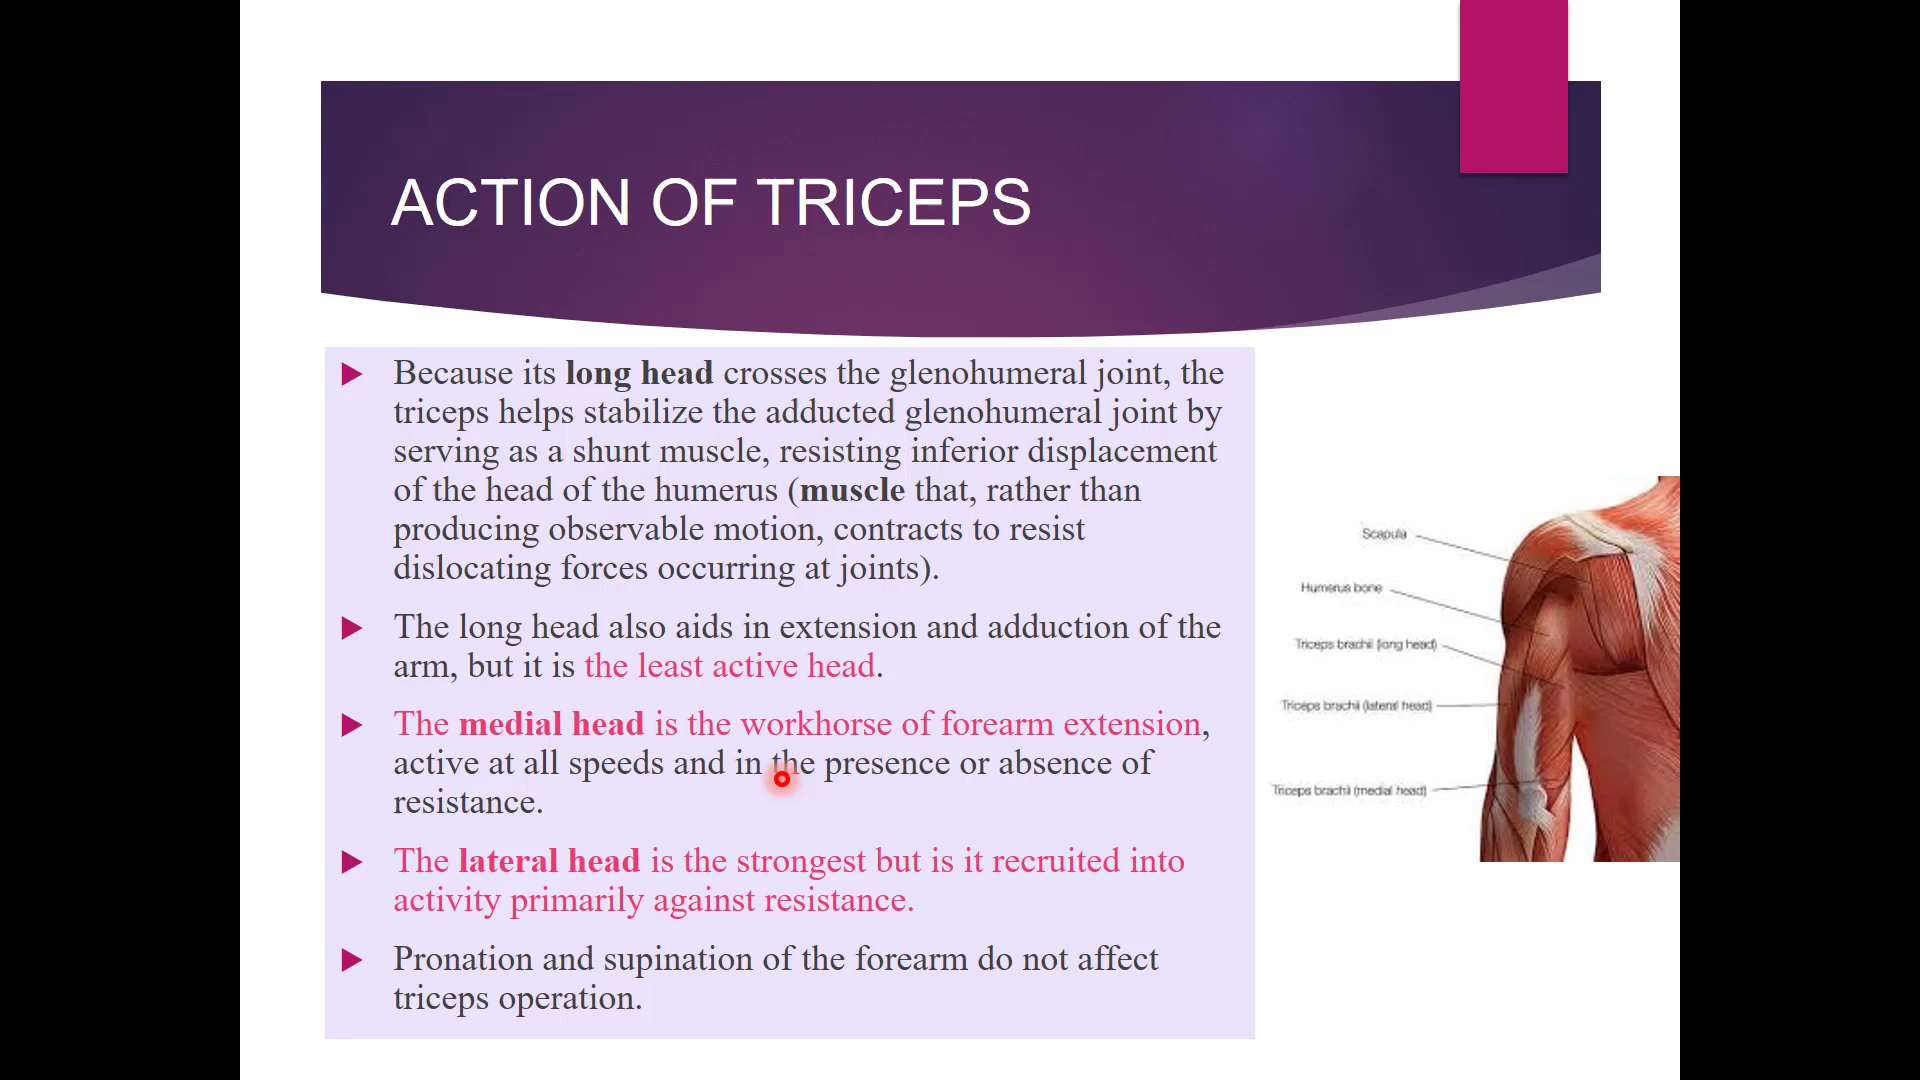 ACTION OF TRICEPS
Because its long head crosses the glenohumeral joint, the
triceps helps stabilize the adducted glenohumeral joint by
serving as a shunt muscle, resisting inferior displacement
of the head of the humerus (muscle that, rather than
producing observable motion, contracts to resist
dislocating forces occurring at joints).
The long head also aids in extension and adduction of the
arm, but it is the least active head.
The medial head is the workhorse of forearm extension,
active at all speeds and in the presence or absence of
resistance.
The lateral head is the strongest but is it recruited into
activity primarily against resistance.
Pronation and supination of the forearm do not affect
triceps operation.
Scapula
Humerus bone
Triceps brachii (long head)
Triceps brachii (lateral head)
Triceps brachii (medial head)